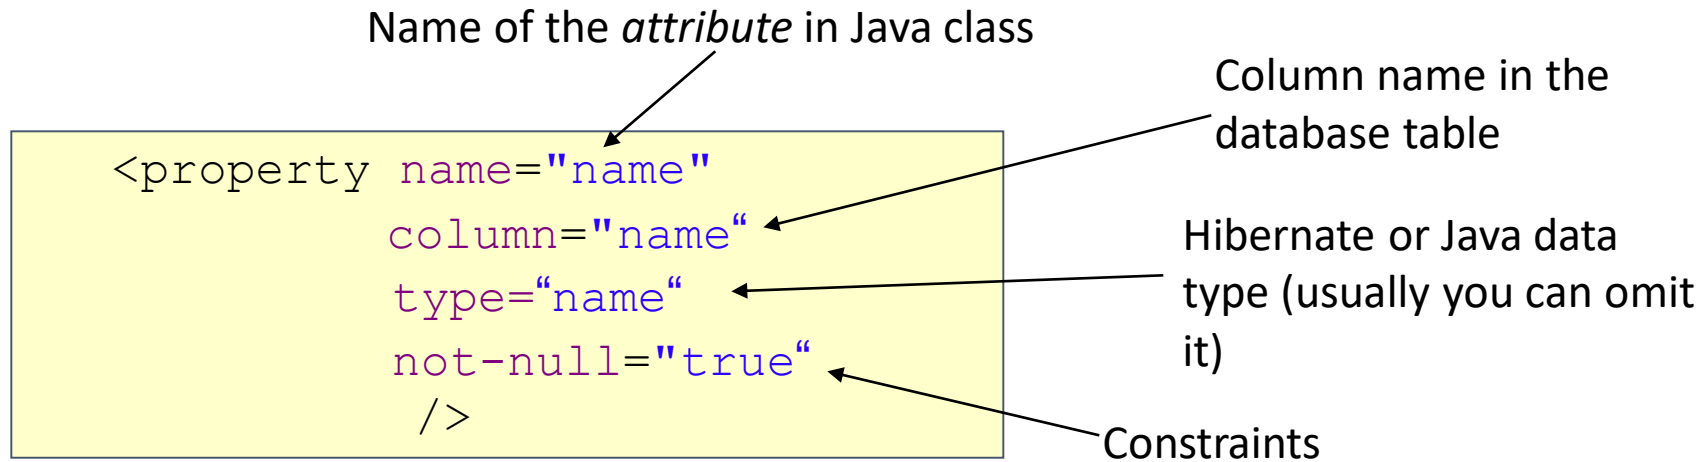 Name of the attribute in Java class
Column name in the
database table
<property name="name"
column="name“
type=“name“
not-null="true“
/>
Hibernate or Java data
type (usually you can omit
it)
Constraints